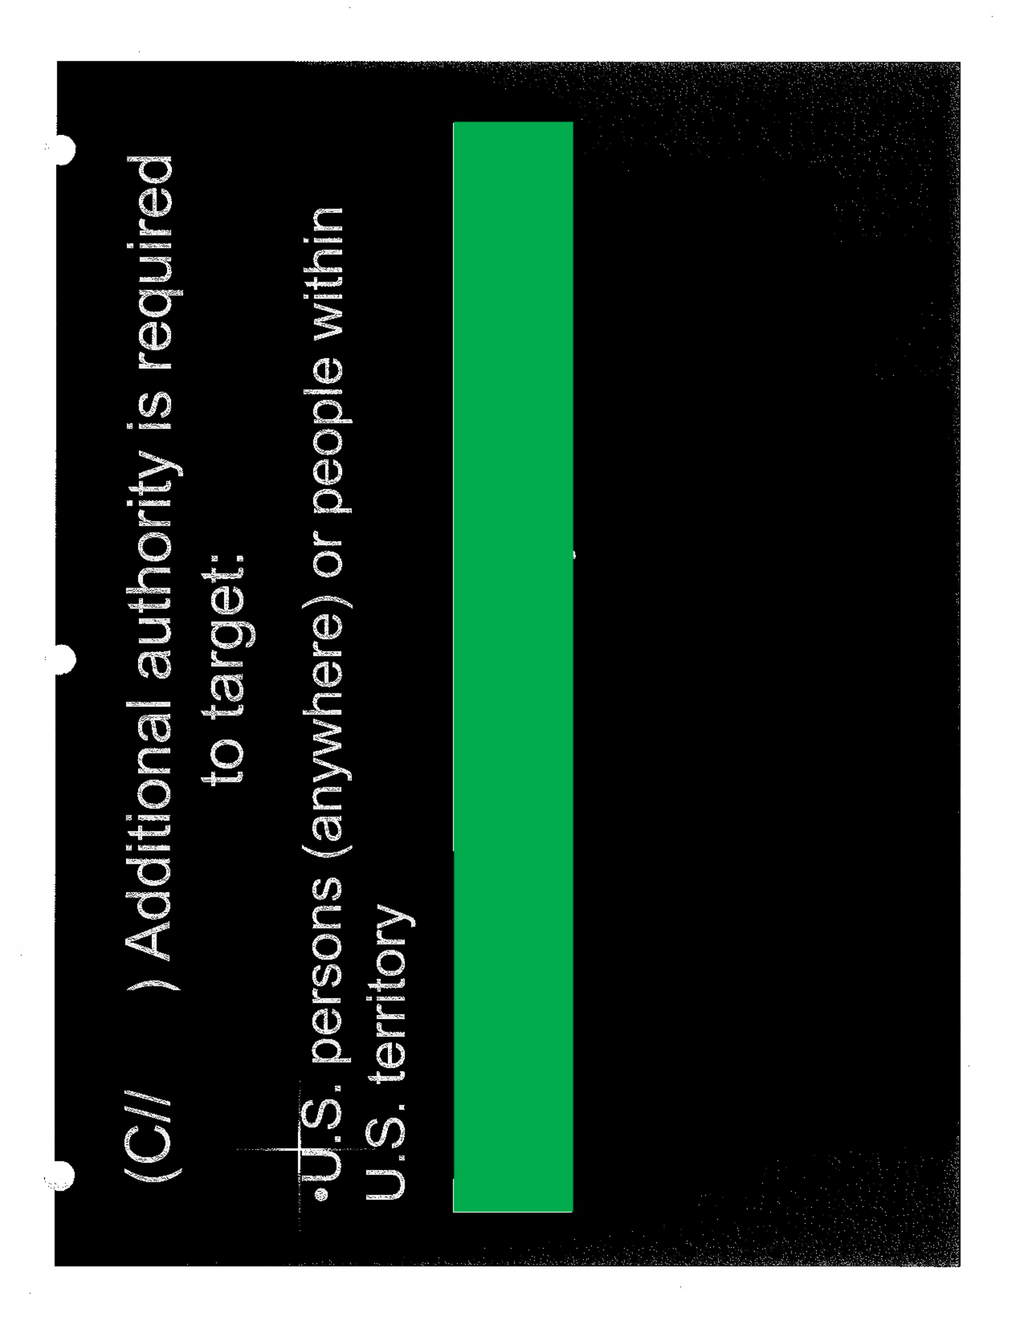 (C// ) Additional authority is required
to target:
•U.S. persons (anywhere) or people within
U.S. territory